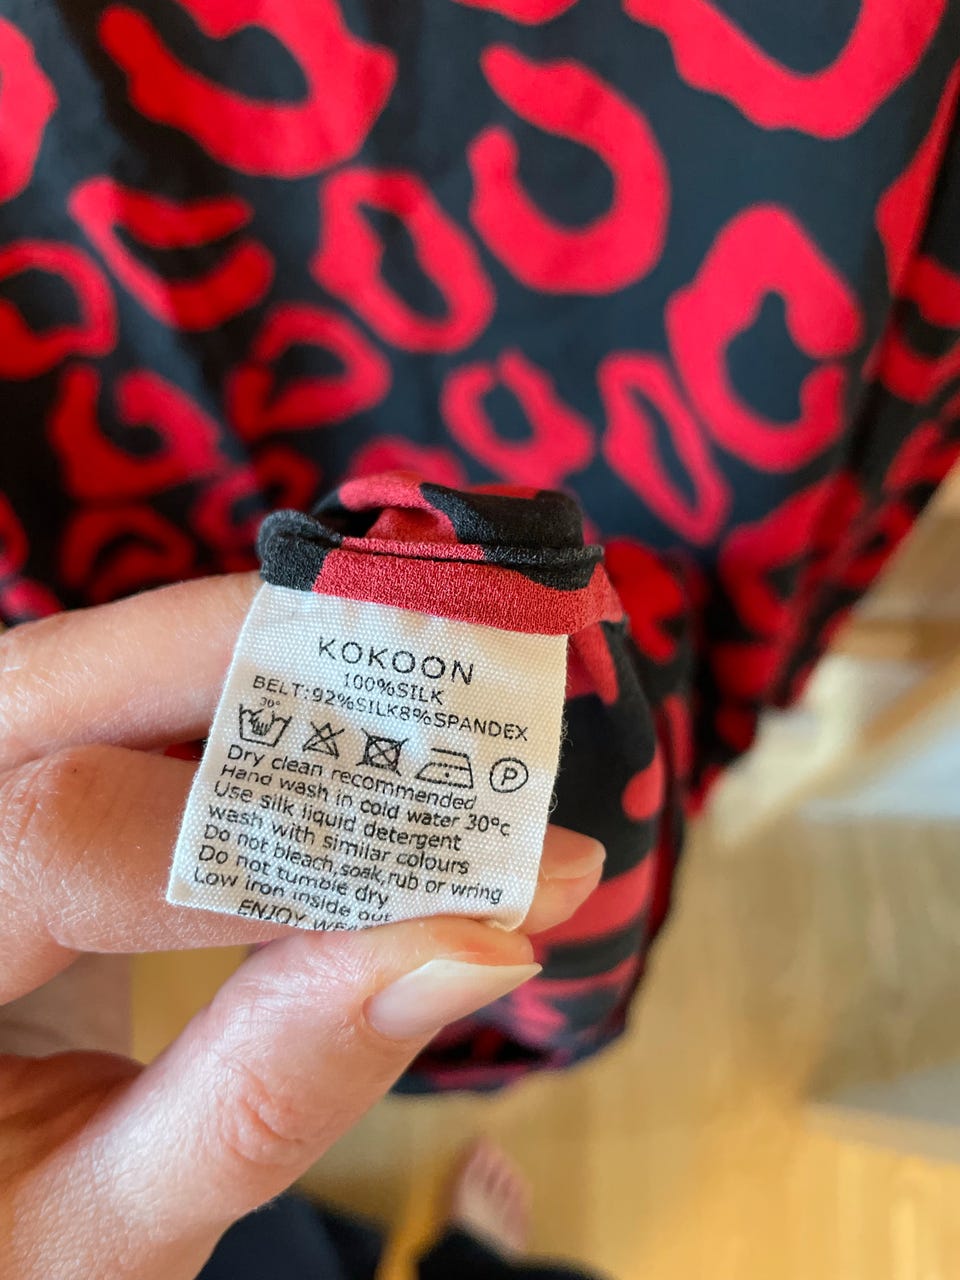 KOKOON
100%SILK
BELT:92%SILK8%SPANDEX
30°
P
Dry clean recommended
Hand wash in cold water 30°c
Use silk liquid detergent
wash with similar colours
Do not bleach,soak,rub or wring
Do not tumble dry
Low iron inside out
ENJOY